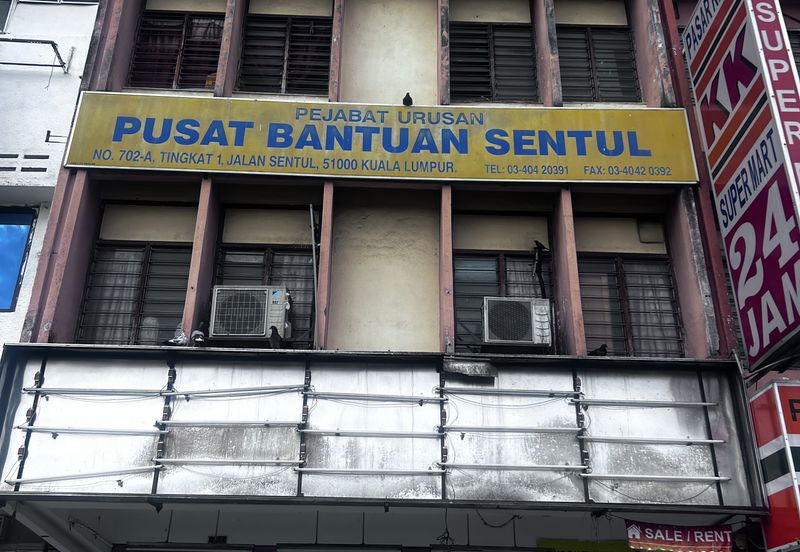 PEJABAT URUSAN
PUSAT BANTUAN SENTUL
NO. 702-A, TINGKAT 1, JALAN SENTUL, 51000 KUALA LUMPUR. TEL: 03-404 20391 FAX: 03-4042 0392
KK
SUPER MART
24
JAM
SUPER
SALE / RENT